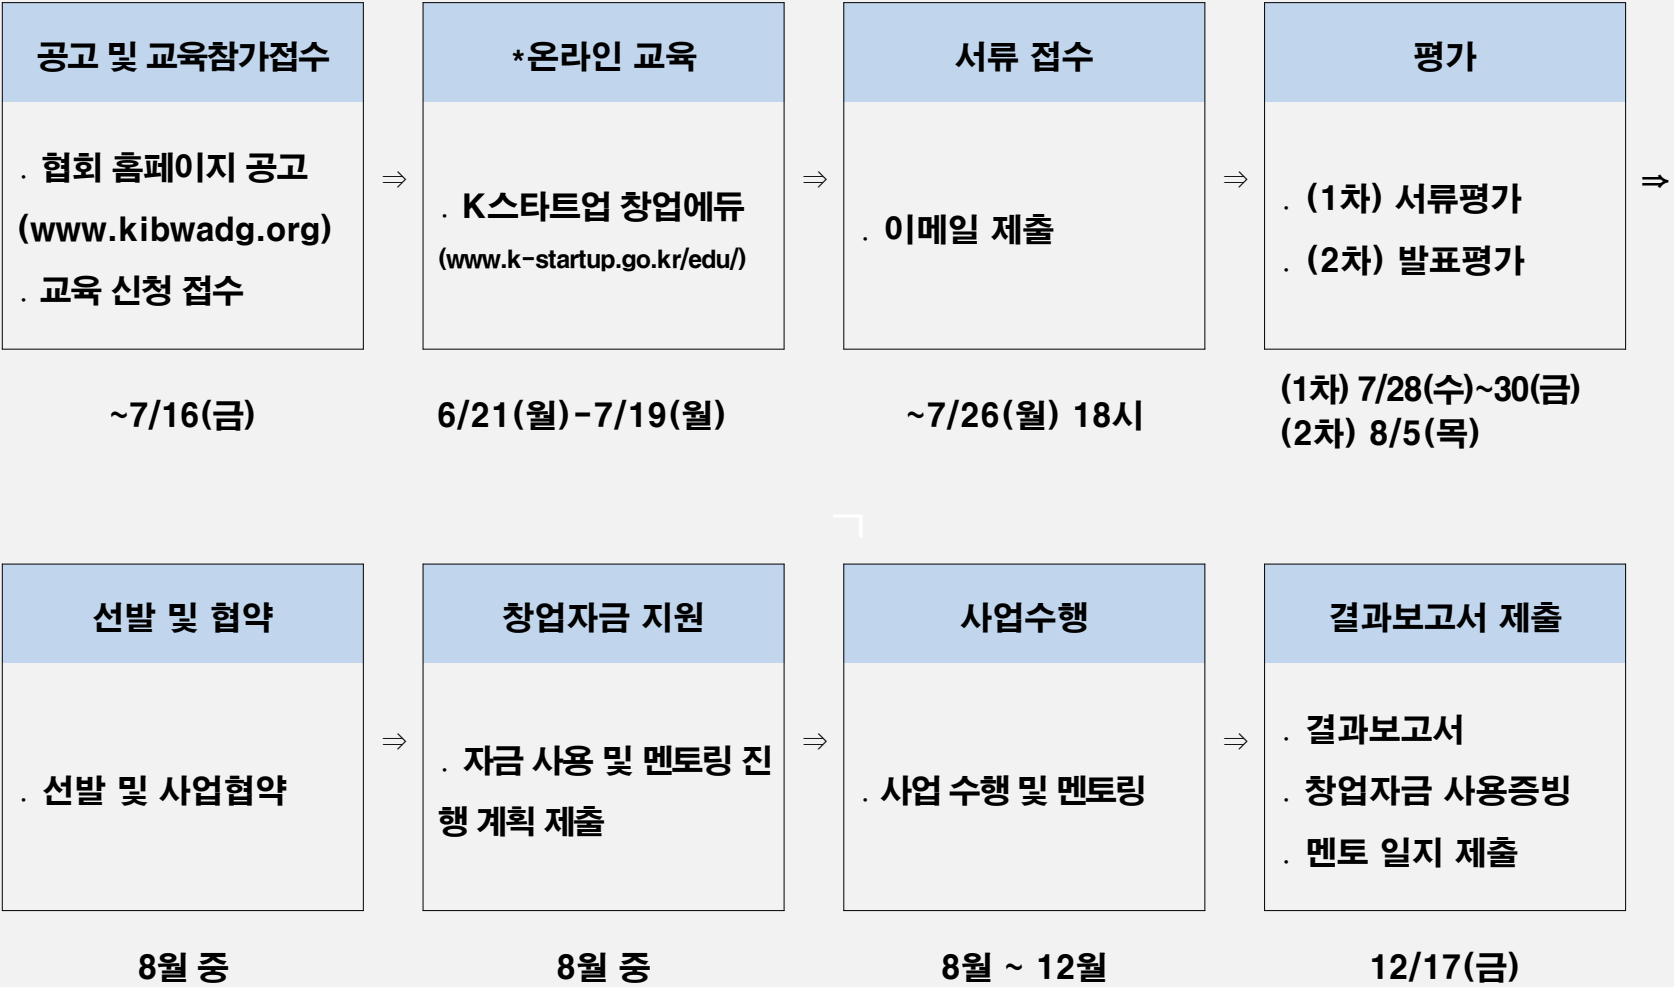 공고 및 교육참가접수
. 협회 홈페이지 공고
(www.kibwadg.org)
. 교육 신청 접수
~7/16(금)
⇒
*온라인 교육
. K스타트업 창업에듀
(www.k-startup.go.kr/edu/)
6/21(월)-7/19(월)
⇒
서류 접수
. 이메일 제출
~7/26(월) 18시
⇒
평가
. (1차) 서류평가
. (2차) 발표평가
(1차) 7/28(수)~30(금)
(2차) 8/5(목)
⇒
선발 및 협약
. 선발 및 사업협약
8월 중
⇒
창업자금 지원
. 자금 사용 및 멘토링 진
행 계획 제출
8월 중
⇒
사업수행
. 사업 수행 및 멘토링
8월 ~ 12월
⇒
결과보고서 제출
. 결과보고서
. 창업자금 사용증빙
. 멘토 일지 제출
12/17(금)